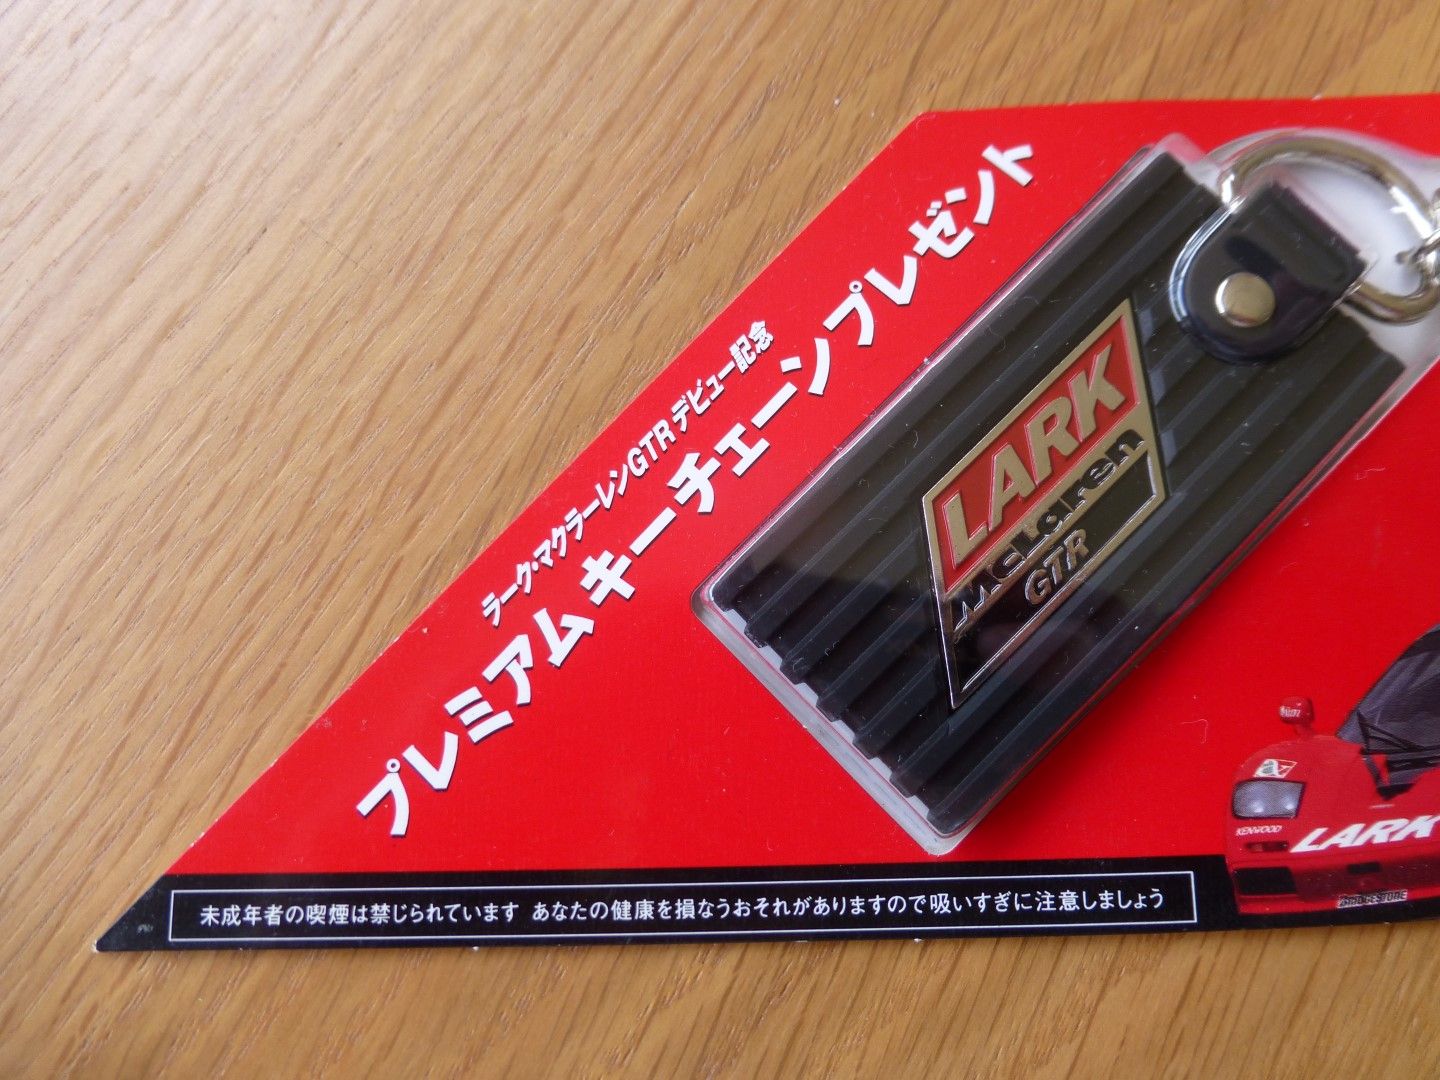 ラーク・マクラーレンGTR デビュー記念
プレミアムキーチェーンプレゼント
LARK
McLaren
GTR
KENWOOD
LARK
BRIDGESTONE
未成年者の喫煙は禁じられています あなたの健康を損なうおそれがありますので吸いすぎに注意しましょう